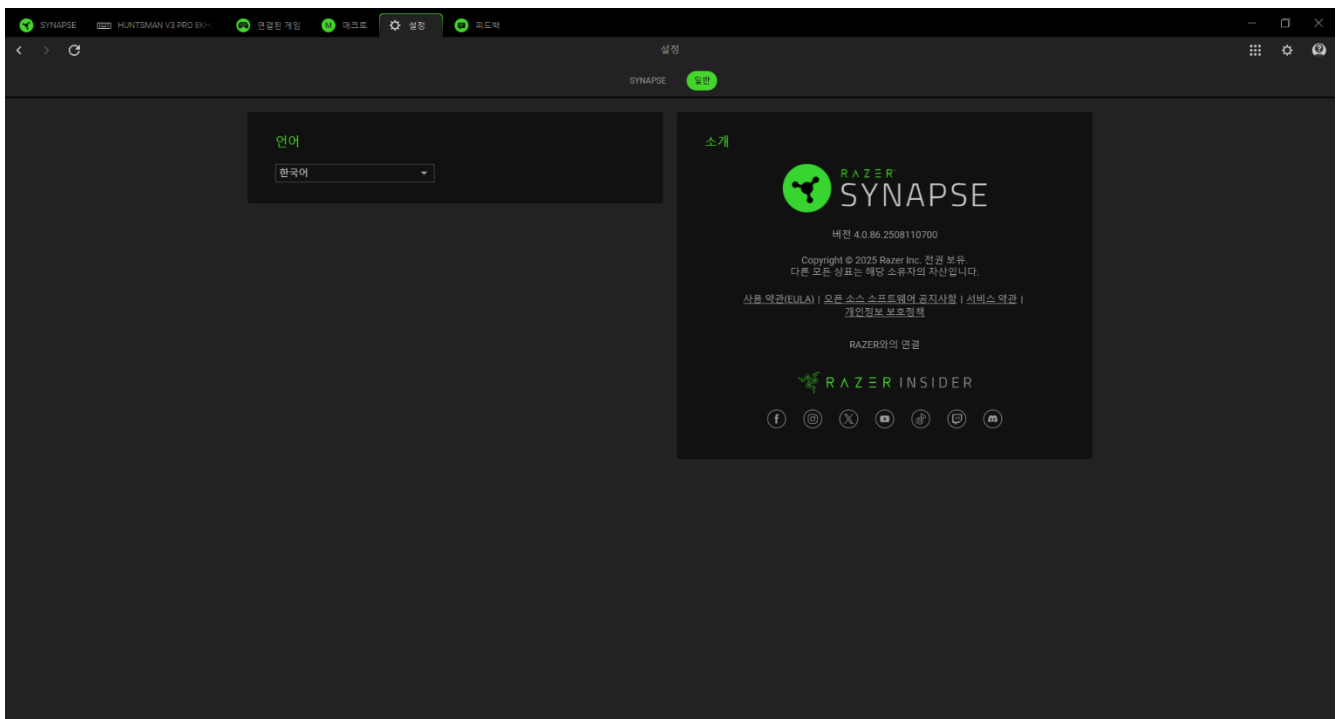 SYNAPSE
HUNTSMAN V3 PRO 8KHZ
연결된 게임
M
매크로
설정
피드백
설정
SYNAPSE
일반
언어
한국어
소개
RAZER
SYNAPSE
버전 4.0.86.2508110700
Copyright © 2025 Razer Inc. 전권 보유.
다른 모든 상표는 해당 소유자의 자산입니다.
사용 약관(EULA) | 오픈 소스 소프트웨어 공지사항 | 서비스 약관 |
개인정보 보호정책
RAZER와의 연결
RAZER INSIDER